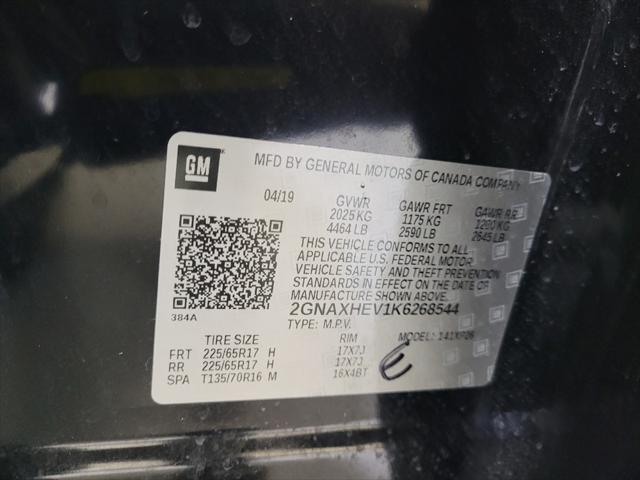 GM
MFD BY GENERAL MOTORS OF CANADA COMPANY
04/19 GVWR GAWR FRT GAWR RR
2025 KG 1175 KG 1200 KG
4464 LB 2590 LB 2645 LB
THIS VEHICLE CONFORMS TO ALL
APPLICABLE U.S. FEDERAL MOTOR
VEHICLE SAFETY AND THEFT PREVENTION
STANDARDS IN EFFECT ON DATE OF
MANUFACTURE SHOWN ABOVE
384A 2GNAXHEV1K6268544
TYPE: M.P.V. MODEL: 141XP26
TIRE SIZE RIM
FRT 225/65R17 H 17X7J
RR 225/65R17 H 17X7J
SPA T135/70R16 M 16X4BT